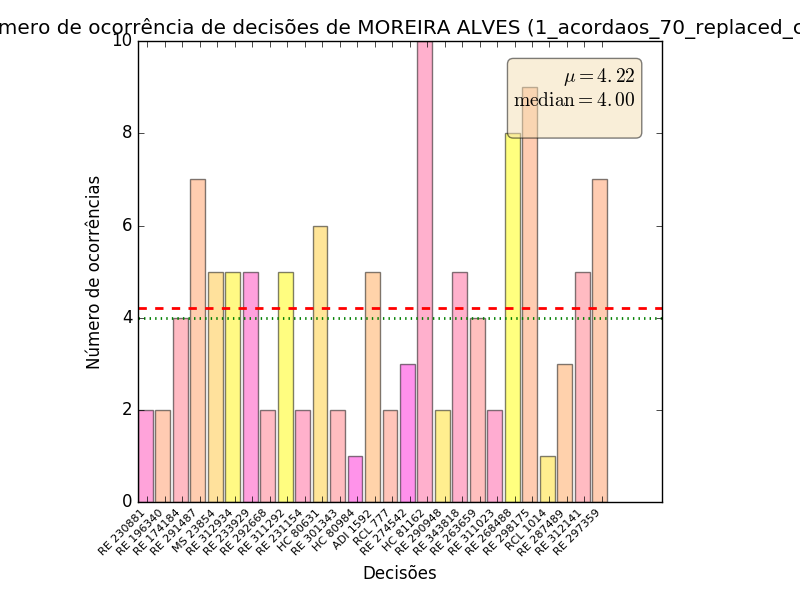 mero de ocorrência de decisões de MOREIRA ALVES (1_acordaos_70_replaced_c
μ = 4.22
median = 4.00
Número de ocorrências
10
8
6
4
2
0
RE 230881
RE 196340
RE 174184
RE 291487
MS 23854
RE 312934
RE 233929
RE 292668
RE 311292
RE 231154
HC 80631
RE 301343
HC 80984
ADI 1592
RCL 777
RE 274542
HC 81162
RE 290948
RE 343818
RE 263659
RE 311023
RE 268488
RE 298175
RCL 1014
RE 287489
RE 312141
RE 297359
Decisões